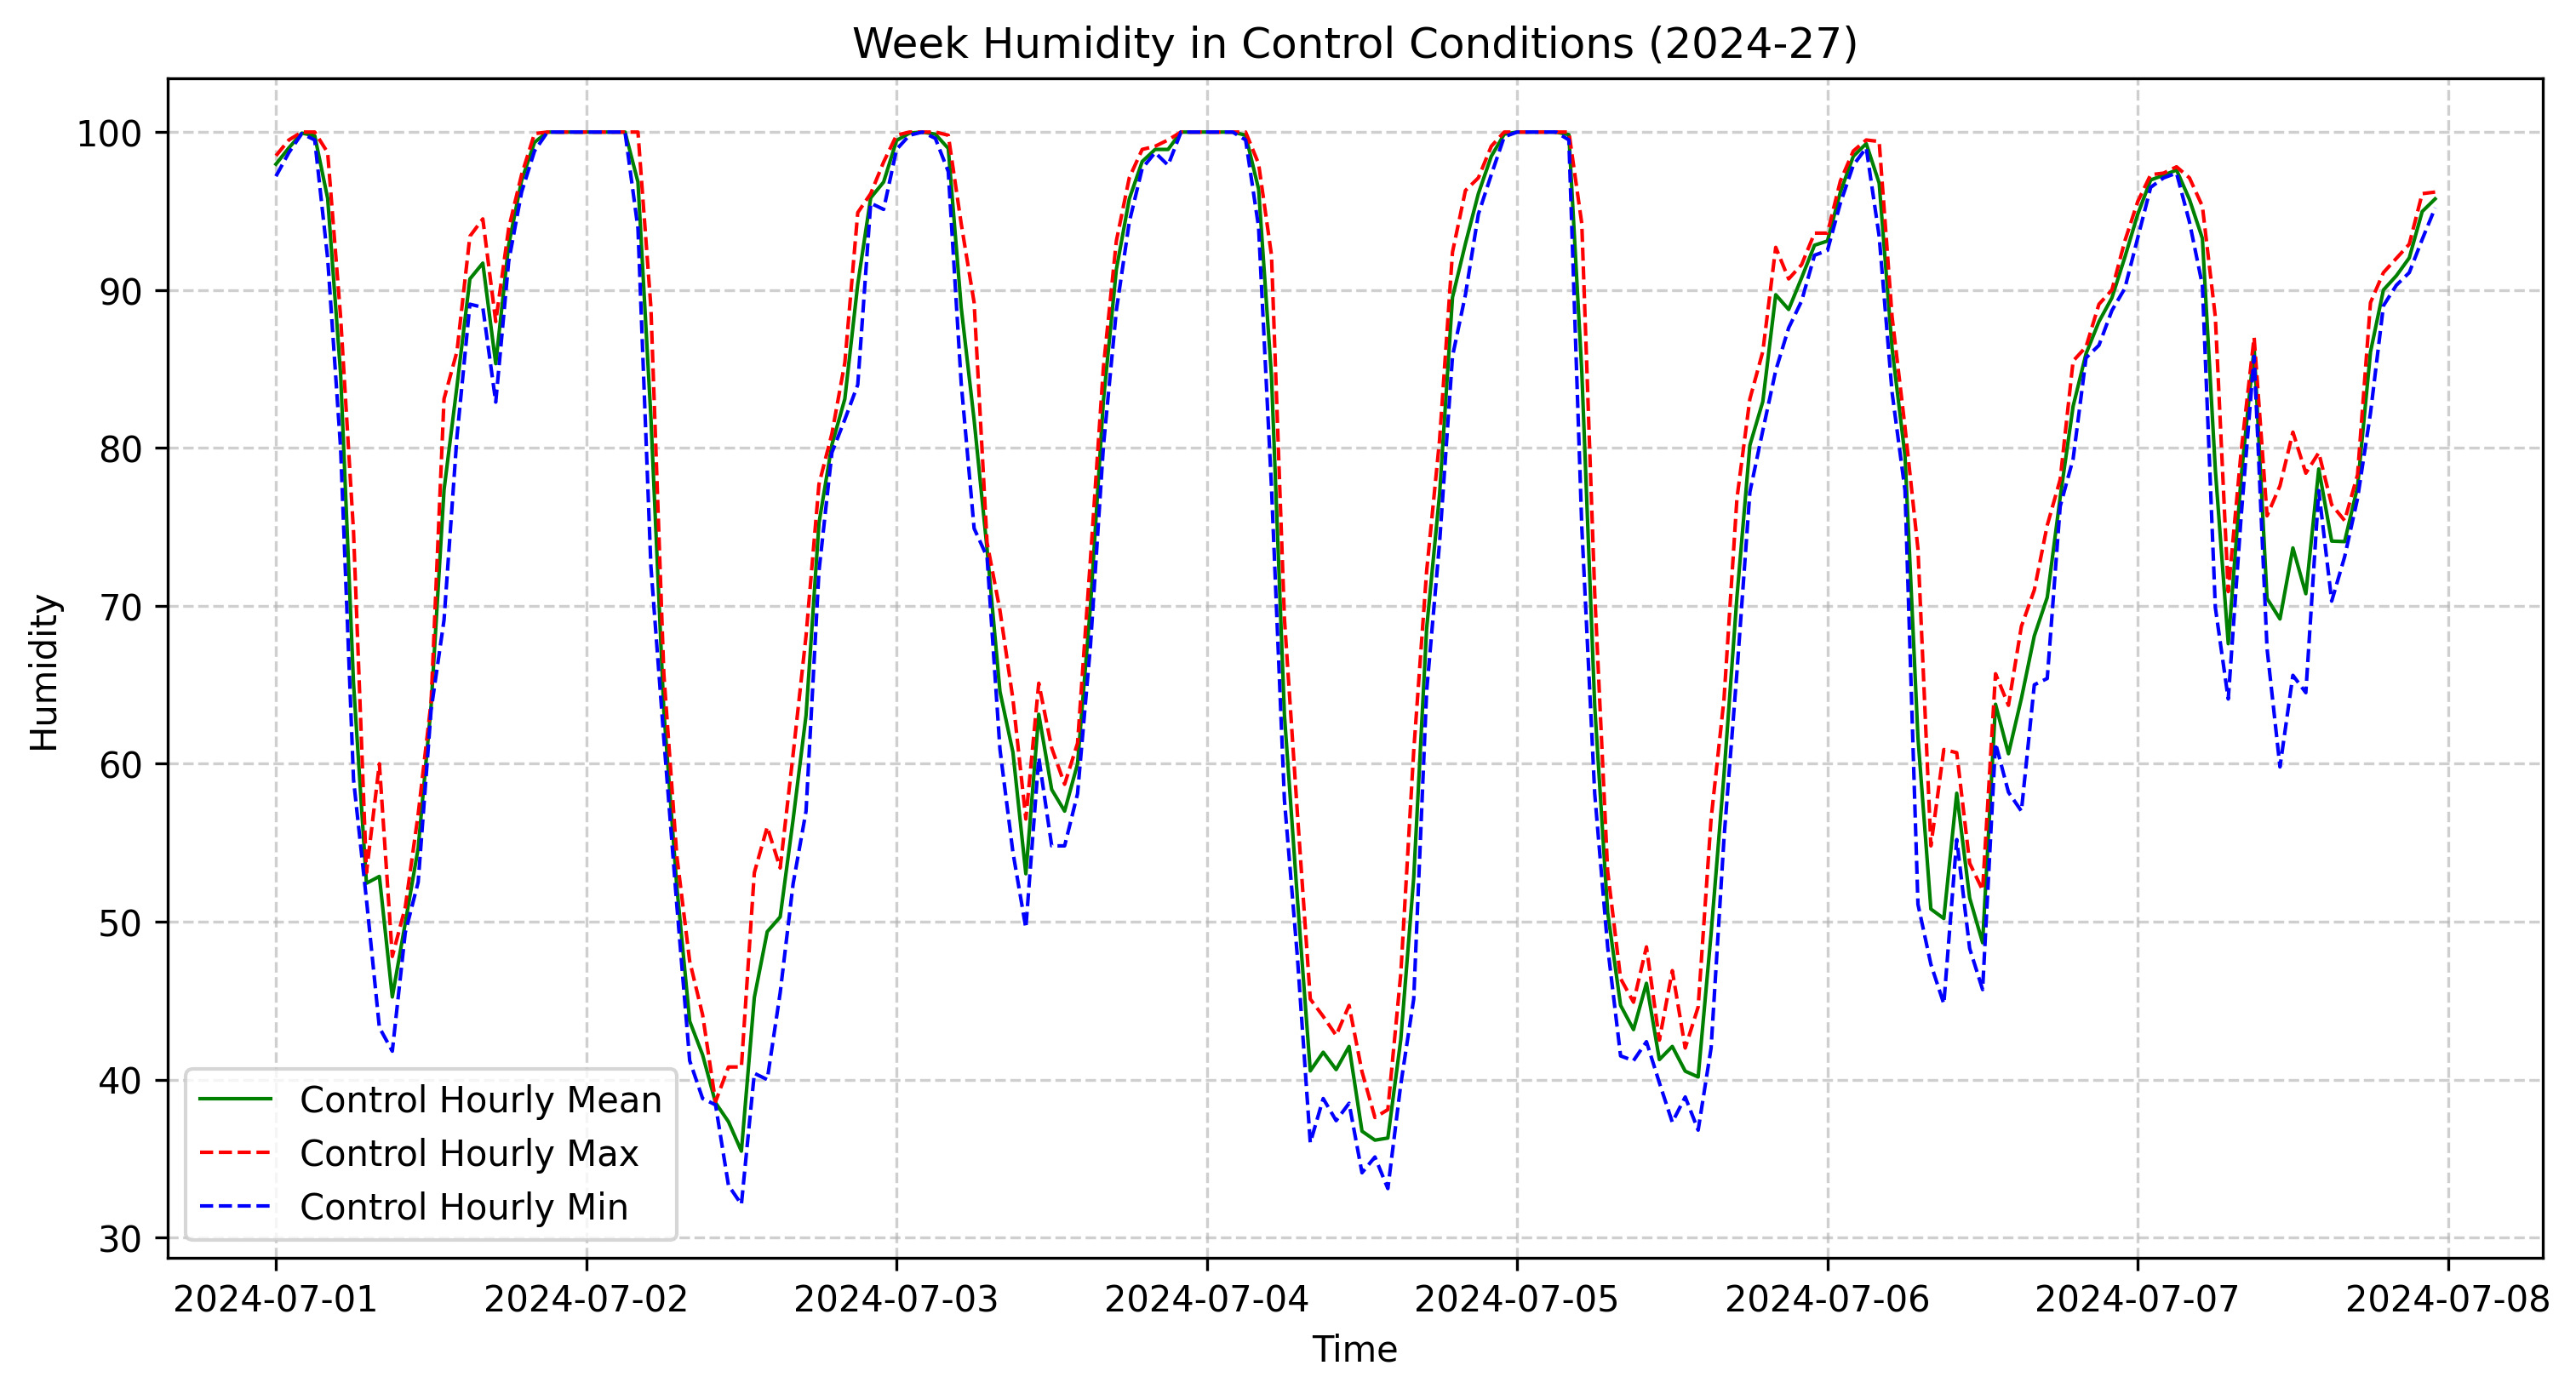 Week Humidity in Control Conditions (2024-27)
Humidity
100
90
80
70
60
50
40
30
Control Hourly Mean
Control Hourly Max
Control Hourly Min
2024-07-01 2024-07-02 2024-07-03 2024-07-04 2024-07-05 2024-07-06 2024-07-07 2024-07-08
Time